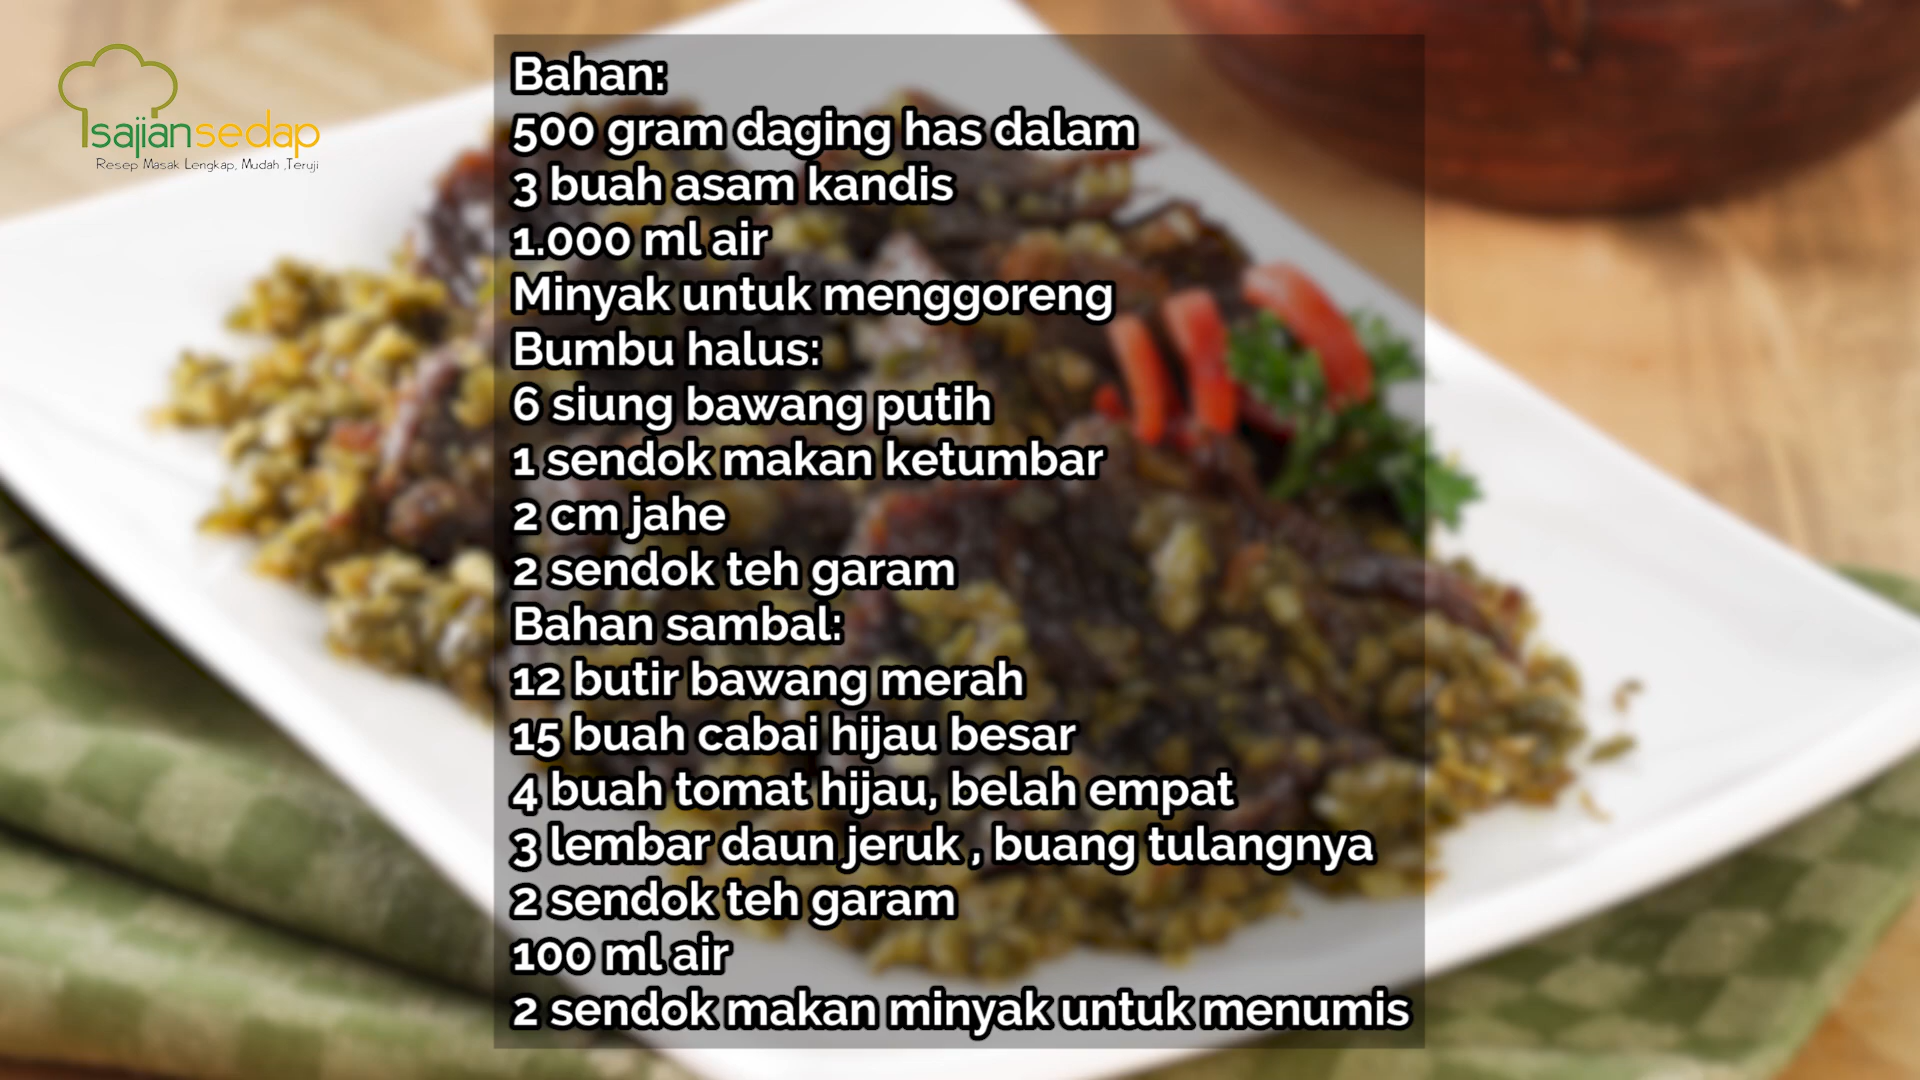 sajiansedap
Resep Masak Lengkap, Mudah ,Teruji
Bahan:
500 gram daging has dalam
3 buah asam kandis
1.000 ml air
Minyak untuk menggoreng
Bumbu halus:
6 siung bawang putih
1 sendok makan ketumbar
2 cm jahe
2 sendok teh garam
Bahan sambal:
12 butir bawang merah
15 buah cabai hijau besar
4 buah tomat hijau, belah empat
3 lembar daun jeruk , buang tulangnya
2 sendok teh garam
100 ml air
2 sendok makan minyak untuk menumis